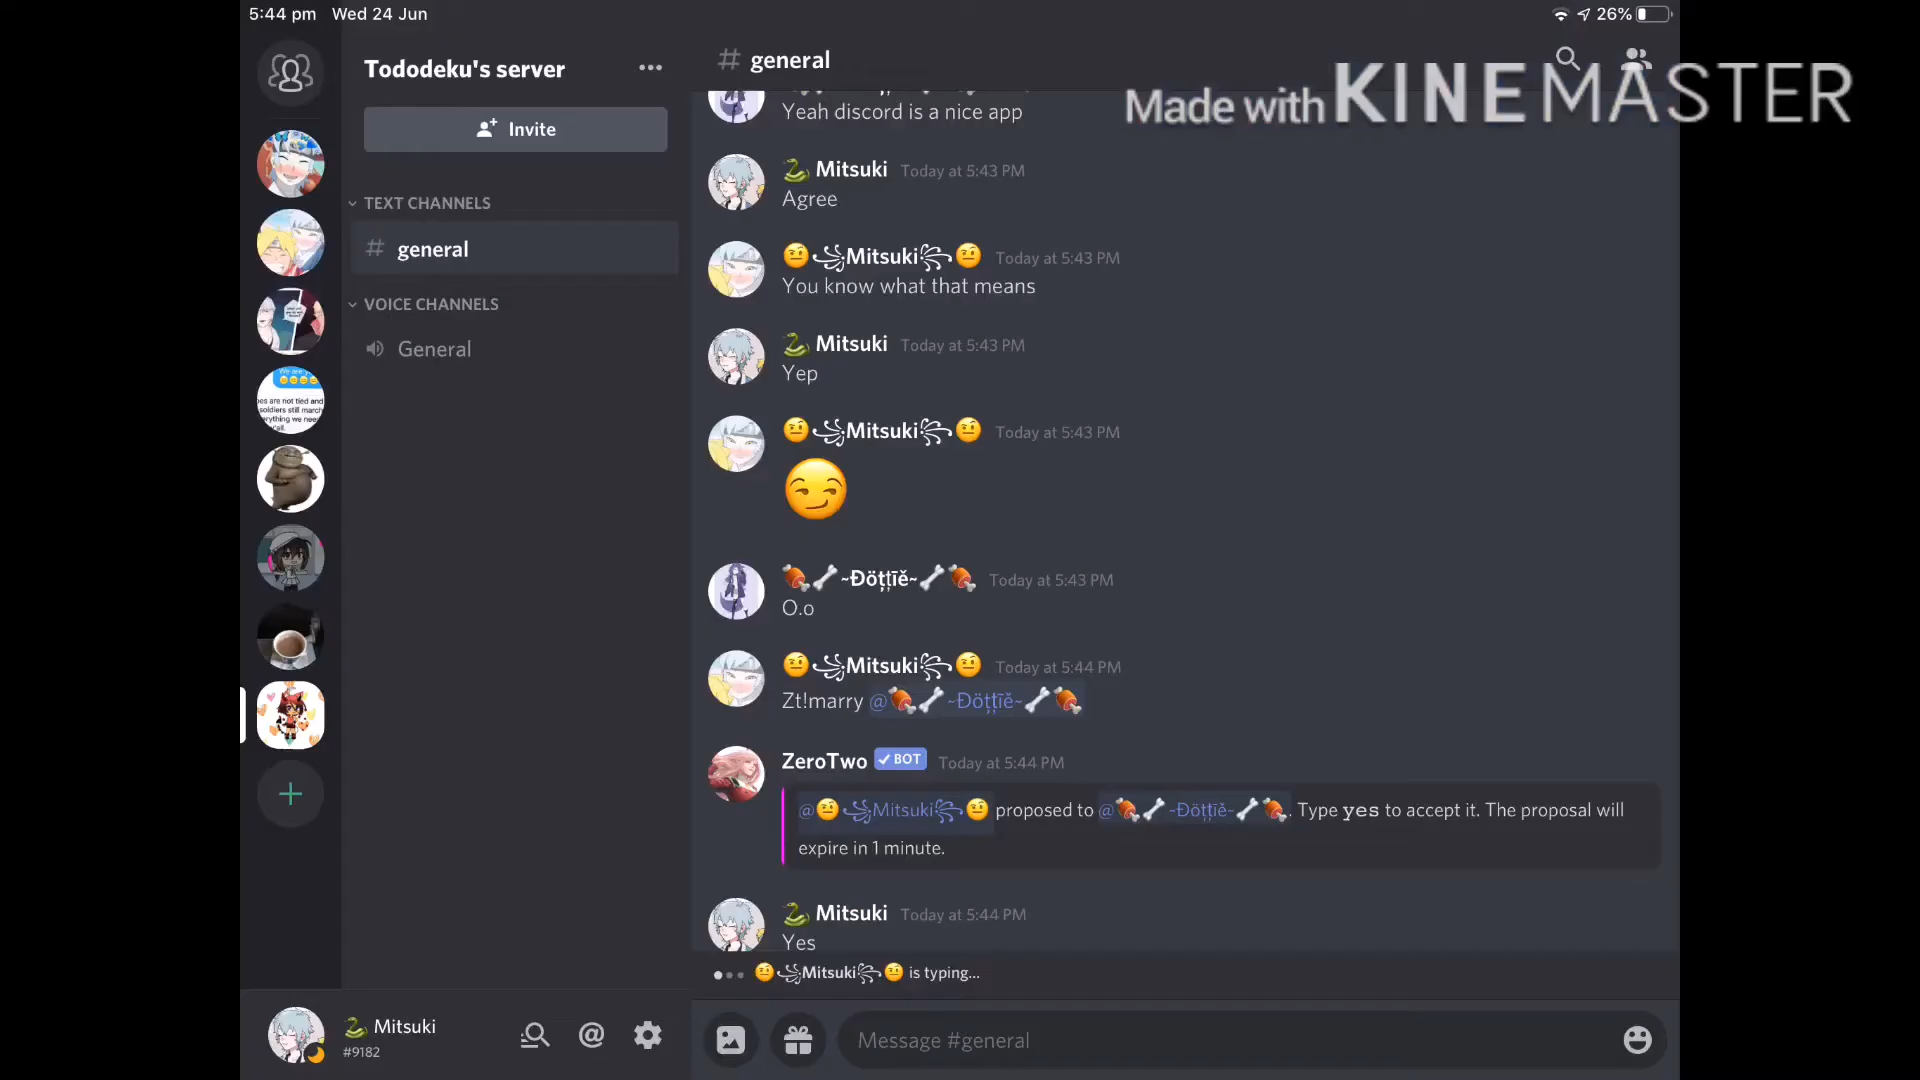 5:44 pm Wed 24 Jun
26%
Tododeku's server
Invite
TEXT CHANNELS
# general
VOICE CHANNELS
General
# general
Made with KINEMASTER
Yeah discord is a nice app
🐍 Mitsuki Today at 5:43 PM
Agree
🤨꧁Mitsuki꧂🤨 Today at 5:43 PM
You know what that means
🐍 Mitsuki Today at 5:43 PM
Yep
🤨꧁Mitsuki꧂🤨 Today at 5:43 PM
😏
🍖🦴~Ðöţţīě~🦴🍖 Today at 5:43 PM
O.o
🤨꧁Mitsuki꧂🤨 Today at 5:44 PM
Zt!marry @🍖🦴~Ðöţţīě~🦴🍖
ZeroTwo ✓BOT Today at 5:44 PM
@🤨꧁Mitsuki꧂🤨 proposed to @🍖🦴~Ðöţţīě~🦴🍖. Type yes to accept it. The proposal will
expire in 1 minute.
🐍 Mitsuki Today at 5:44 PM
Yes
🤨꧁Mitsuki꧂🤨 is typing...
🐍 Mitsuki
#9182
Message #general